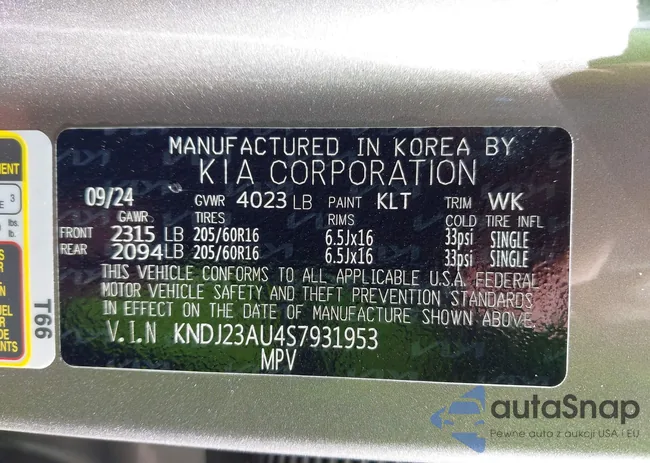 MANUFACTURED IN KOREA BY
KIA CORPORATION
09/24 GVWR 4023 LB PAINT KLT TRIM WK
GAWR TIRES RIMS COLD TIRE INFL
FRONT 2315 LB 205/60R16 6.5Jx16 33psi SINGLE
REAR 2094 LB 205/60R16 6.5Jx16 33psi SINGLE
THIS VEHICLE CONFORMS TO ALL APPLICABLE U.S.A. FEDERAL
MOTOR VEHICLE SAFETY AND THEFT PREVENTION STANDARDS
IN EFFECT ON THE DATE OF MANUFACTURE SHOWN ABOVE
V.I.N KNDJ23AU4S7931953
MPV
T66
3
lbs.
autoSnap
Pewne auta z aukcji USA i EU